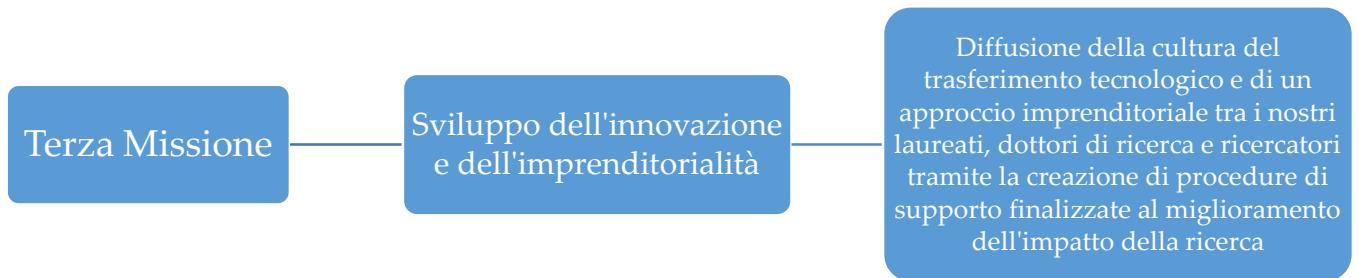 Terza Missione
Sviluppo dell'innovazione
e dell'imprenditorialità
Diffusione della cultura del
trasferimento tecnologico e di un
approccio imprenditoriale tra i nostri
laureati, dottori di ricerca e ricercatori
tramite la creazione di procedure di
supporto finalizzate al miglioramento
dell'impatto della ricerca